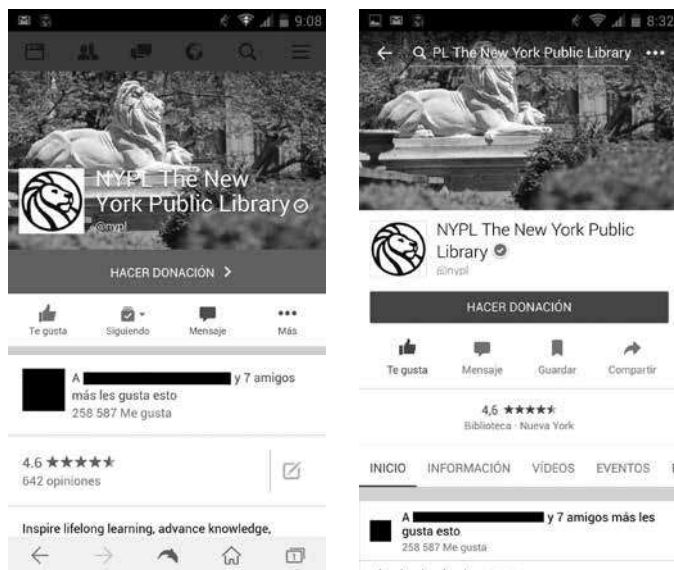 9:08
NYPL The New
York Public Library
@nypl
HACER DONACIÓN >
Te gusta
Siguiendo
Mensaje
Más
A
y 7 amigos
más les gusta esto
258 587 Me gusta
4.6
642 opiniones
Inspire lifelong learning, advance knowledge,
1
8:32
PL The New York Public Library
NYPL The New York Public
Library
@nypl
HACER DONACIÓN
Te gusta
Mensaje
Guardar
Compartir
4,6
Biblioteca · Nueva York
INICIO INFORMACIÓN VÍDEOS EVENTOS
A
y 7 amigos más les
gusta esto
258 587 Me gusta